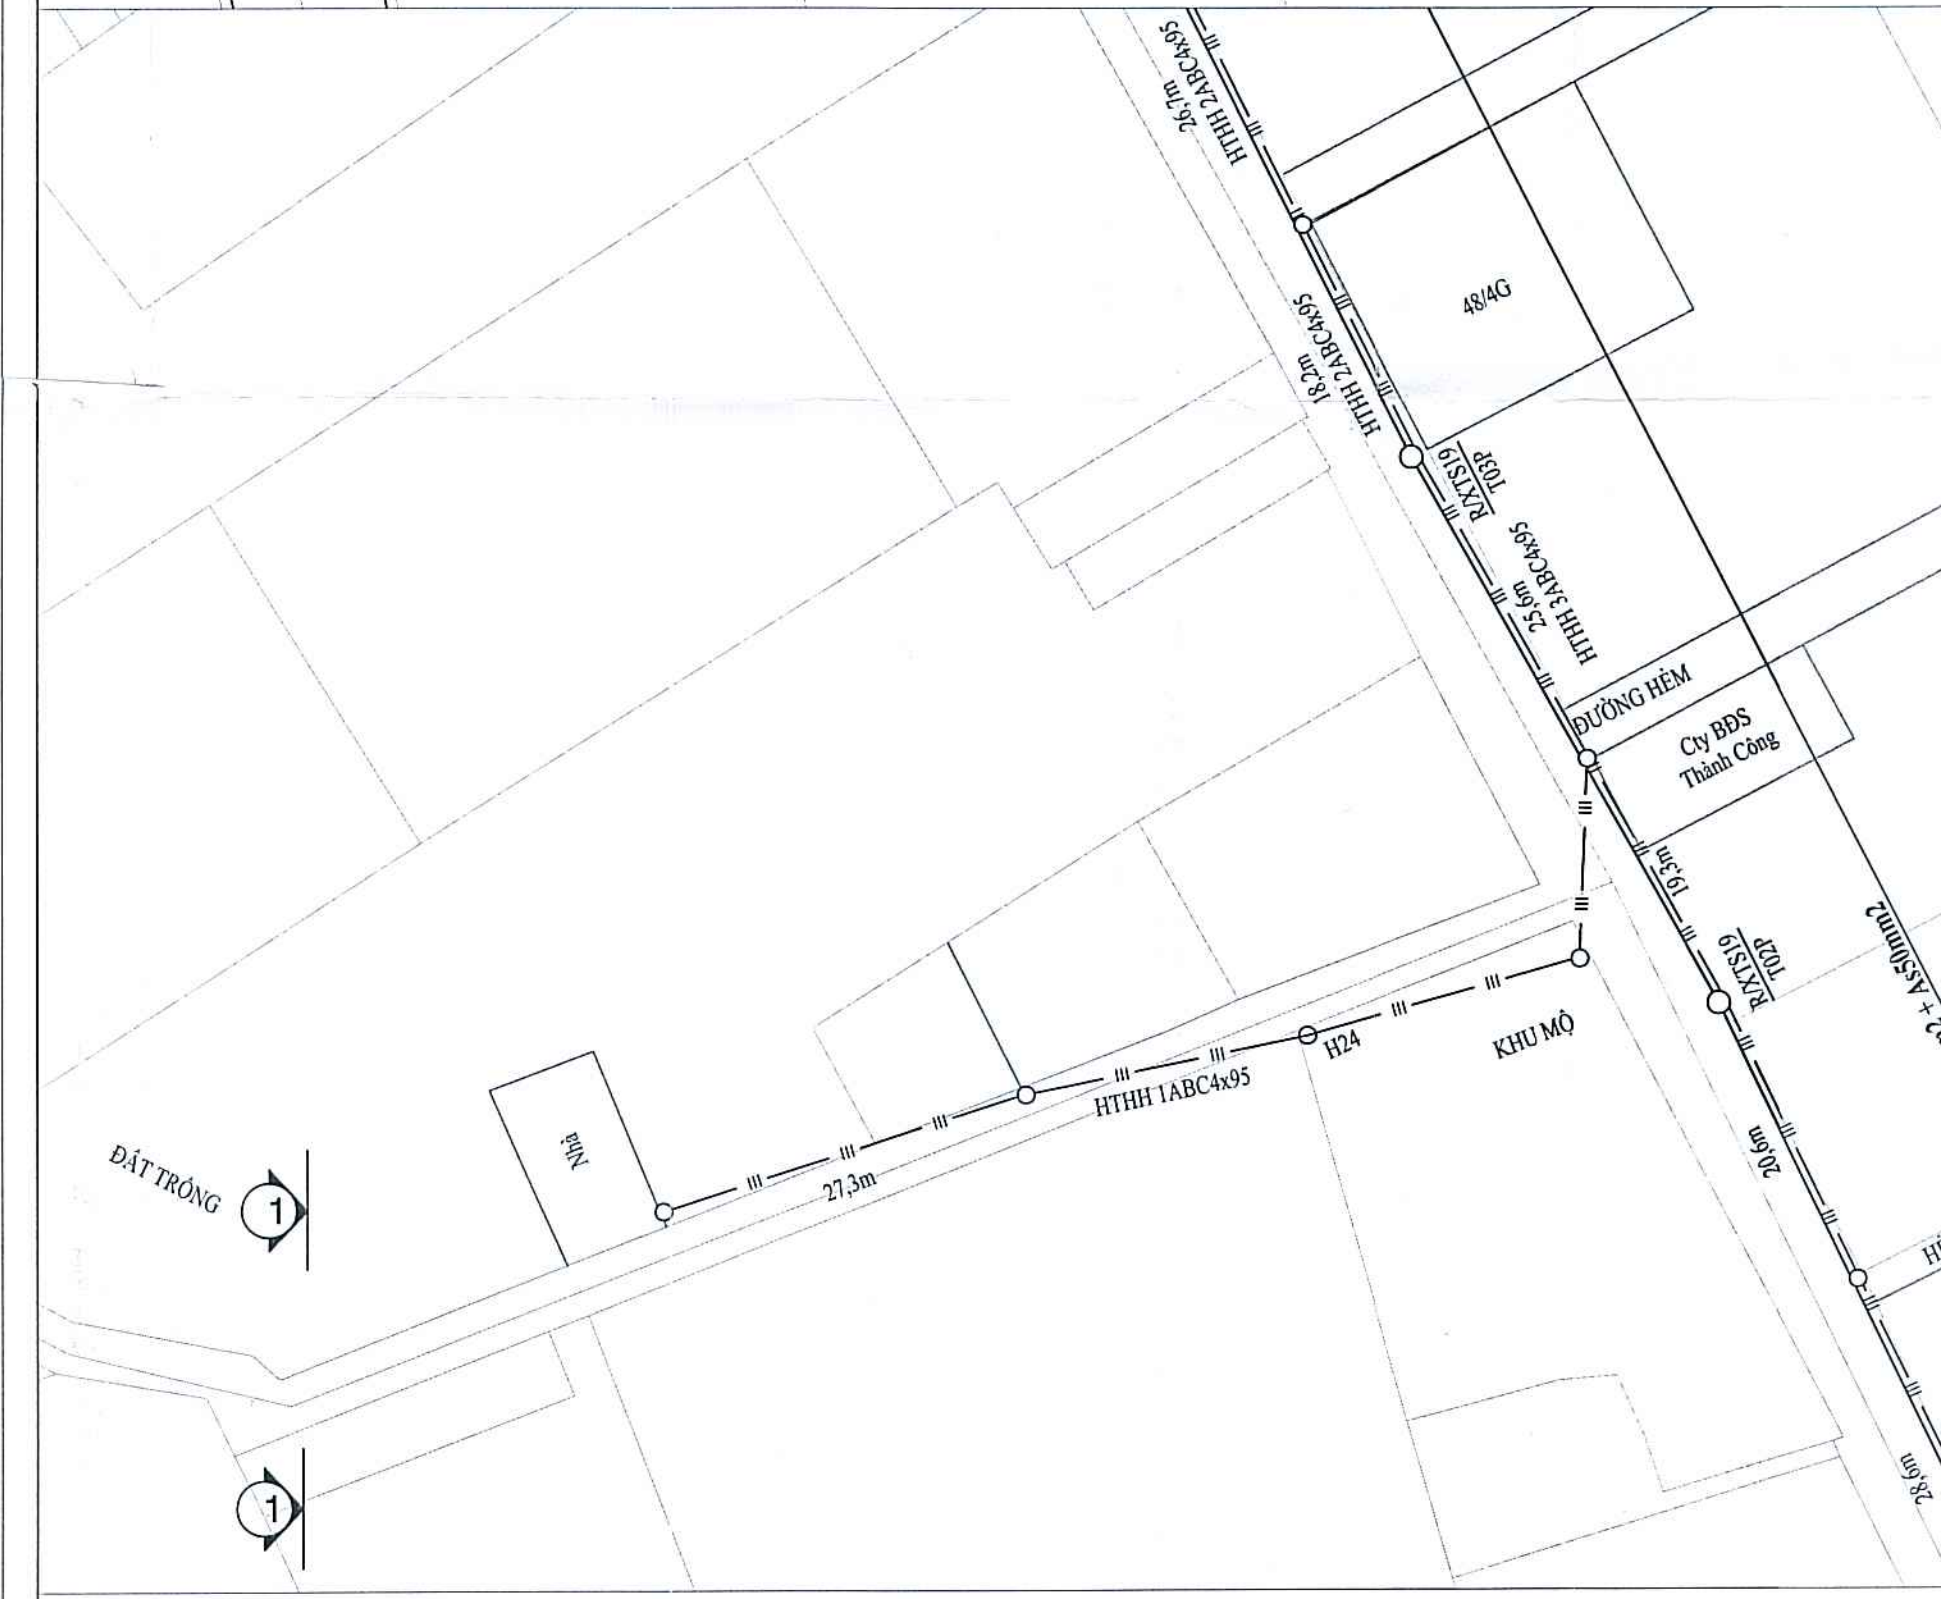 26,7m
HTHH 2ABC4x95
48/4G
18,2m
HTHH 2ABC4x95
R/XTS19
T03P
25,6m
HTHH 3ABC4x95
ĐƯỜNG HẺM
Cty BĐS
Thành Công
19,3m
+ As50mm2
R/XTS19
T02P
KHU MỘ
H24
HTHH 1ABC4x95
20,6m
Nhà
ĐẤT TRỐNG
27,3m
1
28,6m
1